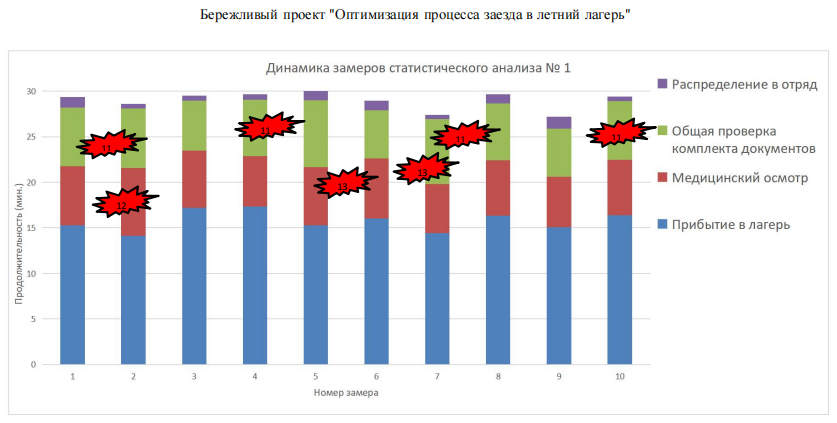 Бережливый проект "Оптимизация процесса заезда в летний лагерь"
Динамика замеров статистического анализа № 1
Продолжительность (мин.)
30
25
20
15
10
5
0
11
12
11
13
13
11
11
1 2 3 4 5 6 7 8 9 10
Номер замера
Распределение в отряд
Общая проверка
комплекта документов
Медицинский осмотр
Прибытие в лагерь